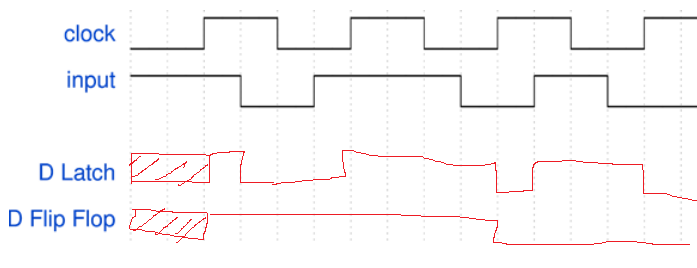 clock
input
D Latch
D Flip Flop